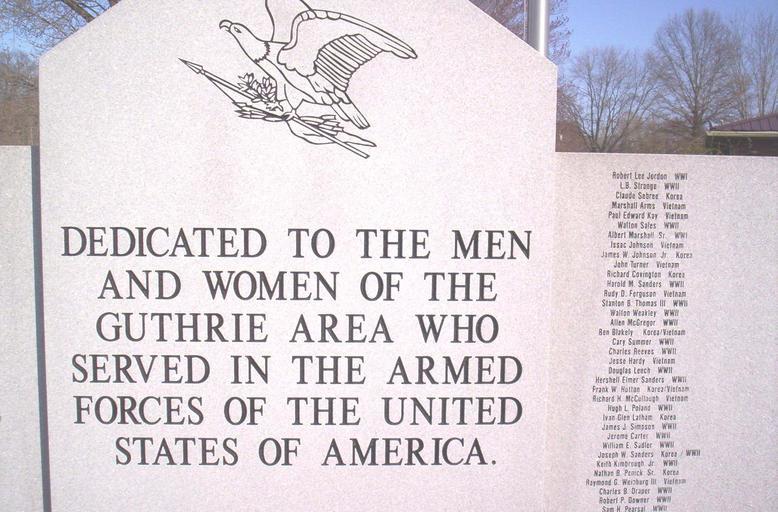 DEDICATED TO THE MEN
AND WOMEN OF THE
GUTHRIE AREA WHO
SERVED IN THE ARMED
FORCES OF THE UNITED
STATES OF AMERICA.
Robert Lee Jordon WWI
L.B. Strange WWII
Claude Sebree Korea
Marshall Arms Vietnam
Paul Edward Kay Vietnam
Walton Sales WWII
Albert Marshall Sr. WWI
Issac Johnson Vietnam
James W. Johnson Jr. Korea
John Turner Vietnam
Richard Covington Korea
Harold M. Sanders WWII
Rudy D. Ferguson Vietnam
Stanton B. Thomas III WWII
Walton Weakley WWII
Allen McGregor WWII
Ben Blakely Korea/Vietnam
Cary Summer WWII
Charles Reeves WWII
Jesse Hardy Vietnam
Douglas Leech WWII
Hershell Elmer Sanders WWII
Frank W. Hutton Korea/Vietnam
Richard H. McCullough Vietnam
Hugh L. Poland WWII
Ivan Glen Latham Korea
James J. Simpson WWII
Jerome Carter WWII
William E. Sadler WWII
Joseph W. Sanders Korea / WWII
Keith Kimbrough Jr. WWII
Nathan B. Penick Sr. Korea
Raymond G. Weinburg III Vietnam
Charles B. Draper WWII
Robert P. Downer WWII
Sam H. Pearsal WWII